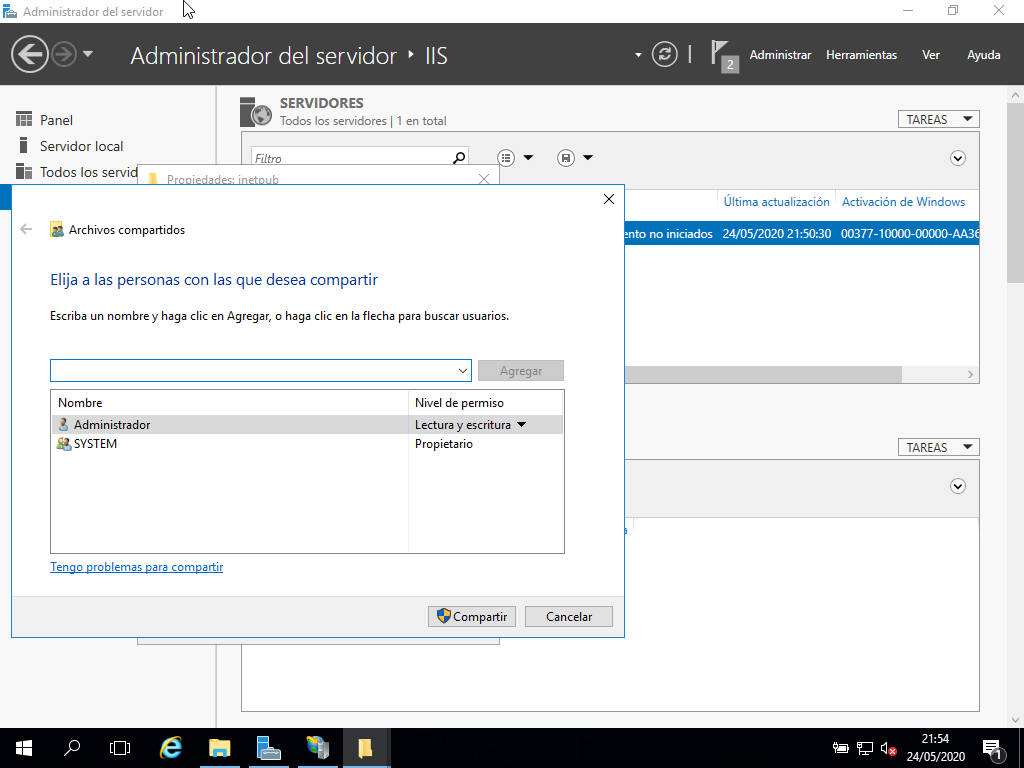 Administrador del servidor
Administrador del servidor ‣ IIS
2
Administrar Herramientas Ver Ayuda
Panel
Servidor local
Todos los servid
SERVIDORES
Todos los servidores | 1 en total
TAREAS
Filtro
Última actualización Activación de Windows
ento no iniciados 24/05/2020 21:50:30 00377-10000-00000-AA36
Propiedades: inetpub
Archivos compartidos
Elija a las personas con las que desea compartir
Escriba un nombre y haga clic en Agregar, o haga clic en la flecha para buscar usuarios.
Agregar
Nombre Nivel de permiso
Administrador Lectura y escritura
SYSTEM Propietario
Tengo problemas para compartir
Compartir Cancelar
TAREAS
21:54
24/05/2020
1